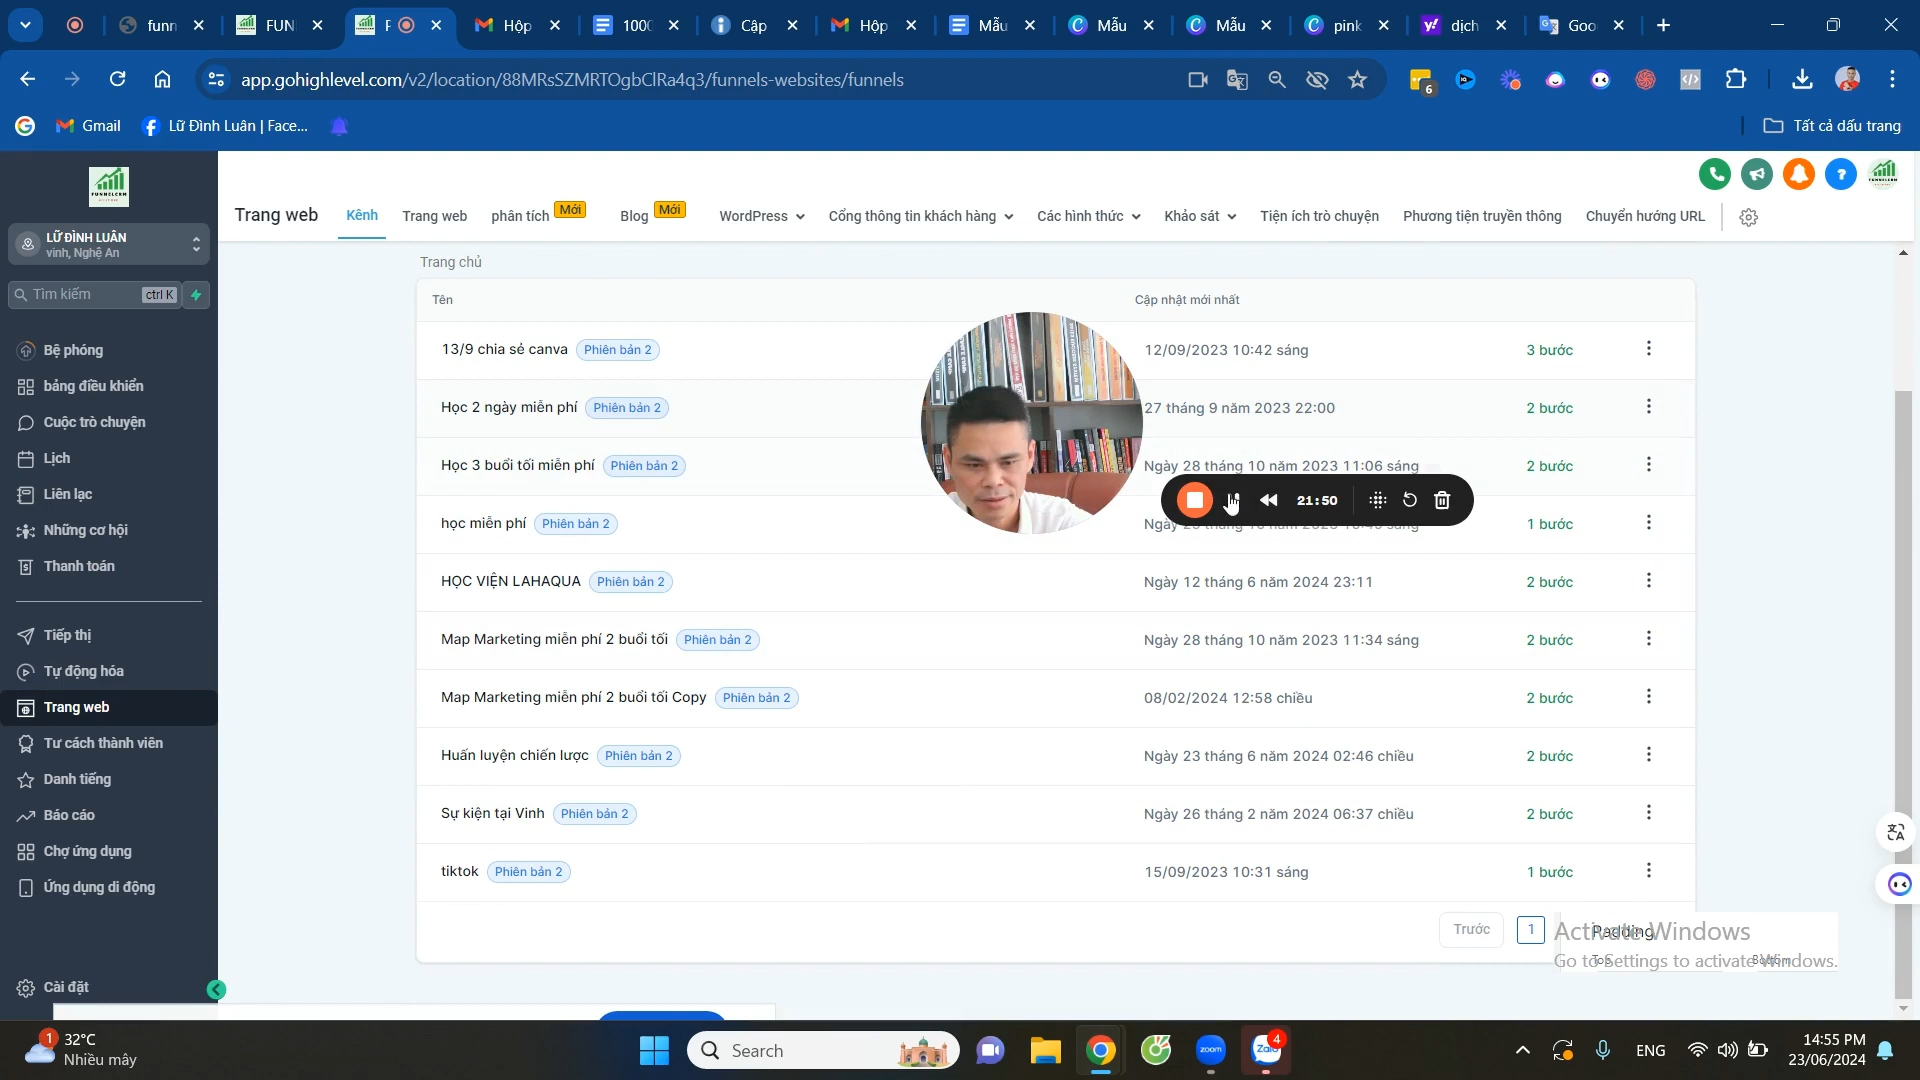 funn
FUN
F
Hộp
100
Cập
Hộp
Mẫu
Mẫu
Mẫu
pink
dịch
Goo
app.gohighlevel.com/v2/location/88MRsSZMRTOgbClRa4q3/funnels-websites/funnels
6
Gmail
Lữ Đình Luân | Face...
Tất cả dấu trang
FUNNELCRM
LỮ ĐÌNH LUÂN
vinh, Nghệ An
Tìm kiếm
ctrl K
Bệ phóng
bảng điều khiển
Cuộc trò chuyện
Lịch
Liên lạc
Những cơ hội
Thanh toán
Tiếp thị
Tự động hóa
Trang web
Tư cách thành viên
Danh tiếng
Báo cáo
Chợ ứng dụng
Ứng dụng di động
Cài đặt
Trang web
Kênh
Trang web
phân tích
Mới
Blog
Mới
WordPress
Cổng thông tin khách hàng
Các hình thức
Khảo sát
Tiện ích trò chuyện
Phương tiện truyền thông
Chuyển hướng URL
Trang chủ
Tên
Cập nhật mới nhất
13/9 chia sẻ canva
Phiên bản 2
12/09/2023 10:42 sáng
3 bước
Học 2 ngày miễn phí
Phiên bản 2
27 tháng 9 năm 2023 22:00
2 bước
Học 3 buổi tối miễn phí
Phiên bản 2
Ngày 28 tháng 10 năm 2023 11:06 sáng
2 bước
21:50
học miễn phí
Phiên bản 2
1 bước
HỌC VIỆN LAHAQUA
Phiên bản 2
Ngày 12 tháng 6 năm 2024 23:11
2 bước
Map Marketing miễn phí 2 buổi tối
Phiên bản 2
Ngày 28 tháng 10 năm 2023 11:34 sáng
2 bước
Map Marketing miễn phí 2 buổi tối Copy
Phiên bản 2
08/02/2024 12:58 chiều
2 bước
Huấn luyện chiến lược
Phiên bản 2
Ngày 23 tháng 6 năm 2024 02:46 chiều
2 bước
Sự kiện tại Vinh
Phiên bản 2
Ngày 26 tháng 2 năm 2024 06:37 chiều
2 bước
tiktok
Phiên bản 2
15/09/2023 10:31 sáng
1 bước
Trước
1
Padding
Activate Windows
Go to Settings to activate Windows.
Top
Bottom
1
32°C
Nhiều mây
Search
zoom
Zalo
4
ENG
14:55 PM
23/06/2024